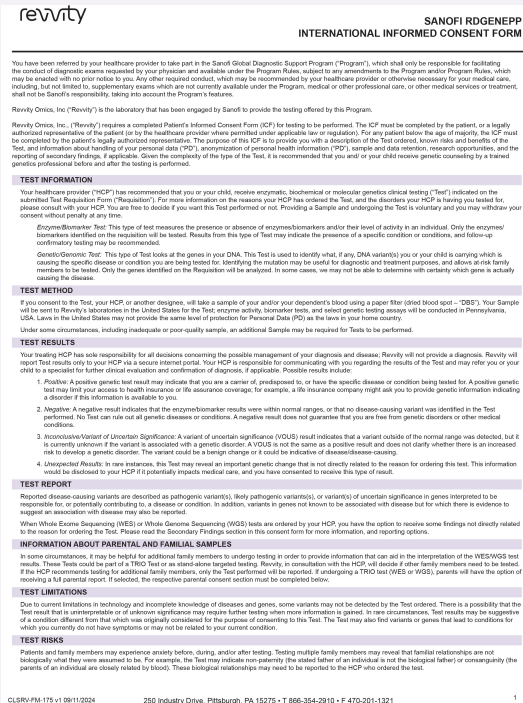 revvity
SANOFI RDGENEPP
INTERNATIONAL INFORMED CONSENT FORM
You have been referred by your healthcare provider to take part in the Sanofi Global Diagnostic Support Program ("Program"), which shall only be responsible for facilitating
the conduct of diagnostic exams requested by your physician and available under the Program Rules, subject to any amendments to the Program and/or Program Rules, which
may be enacted with no prior notice to you. Any other required conduct, which may be recommended by your healthcare provider or otherwise necessary for your medical care,
including, but not limited to, supplementary exams which are not currently available under the Program, medical or other professional care, or other medical services or treatment,
shall not be Sanofi's responsibility, taking into account the Program's features.
Revvity Omics, Inc ("Revvity") is the laboratory that has been engaged by Sanofi to provide the testing offered by this Program.
Revvity Omics, Inc., ("Revvity") requires a completed Patient's Informed Consent Form (ICF) for testing to be performed. The ICF must be completed by the patient, or a legally
authorized representative of the patient (or by the healthcare provider where permitted under applicable law or regulation). For any patient below the age of majority, the ICF must
be completed by the patient's legally authorized representative. The purpose of this ICF is to provide you with a description of the Test ordered, known risks and benefits of the
Test, and information about handling of your personal data ("PD"), anonymization of personal health information ("PD"), sample and data retention, research opportunities, and the
reporting of secondary findings, if applicable. Given the complexity of the type of the Test, it is recommended that you and/ or your child receive genetic counseling by a trained
genetics professional before and after the testing is performed.
TEST INFORMATION
Your healthcare provider ("HCP") has recommended that you or your child, receive enzymatic, biochemical or molecular genetics clinical testing ("Test") indicated on the
submitted Test Requisition Form ("Requisition"). For more information on the reasons your HCP has ordered the Test, and the disorders your HCP is having you tested for,
please consult with your HCP. You are free to decide if you want this Test performed or not. Providing a Sample and undergoing the Test is voluntary and you may withdraw your
consent without penalty at any time.
Enzyme/Biomarker Test: This type of test measures the presence or absence of enzymes/biomarkers and/or their level of activity in an individual. Only the enzymes/
biomarkers identified on the requisition will be tested. Results from this type of Test may indicate the presence of a specific condition or conditions, and follow-up
confirmatory testing may be recommended.
Genetic/Genomic Test: This type of Test looks at the genes in your DNA. This Test is used to identify what, if any, DNA variant(s) you or your child is carrying which is
causing the specific disease or condition you are being tested for. Identifying the mutation may be useful for diagnostic and treatment purposes, and allows at-risk family
members to be tested. Only the genes identified on the Requisition will be analyzed. In some cases, we may not be able to determine with certainty which gene is actually
causing the disease.
TEST METHOD
If you consent to the Test, your HCP, or another designee, will take a sample of your and/or your dependent's blood using a paper filter (dried blood spot – "DBS"). Your Sample
will be sent to Revvity's laboratories in the United States for the Test; enzyme activity, biomarker tests, and select genetic testing assays will be conducted in Pennsylvania,
USA. Laws in the United States may not provide the same level of protection for Personal Data (PD) as the laws in your home country.
Under some circumstances, including inadequate or poor-quality sample, an additional Sample may be required for Tests to be performed.
TEST RESULTS
Your treating HCP has sole responsibility for all decisions concerning the possible management of your diagnosis and disease; Revvity will not provide a diagnosis. Revvity will
report Test results only to your HCP via a secure internet portal. Your HCP is responsible for communicating with you regarding the results of the Test and may refer you or your
child to a specialist for further clinical evaluation and confirmation of diagnosis, if applicable. Possible results include:
1. Positive: A positive genetic test result may indicate that you are a carrier of, predisposed to, or have the specific disease or condition being tested for. A positive genetic
test may limit your access to health insurance or life assurance coverage; for example, a life insurance company might ask you to provide genetic information indicating
a disorder if this information is available to you.
2. Negative: A negative result indicates that the enzyme/biomarker results were within normal ranges, or that no disease-causing variant was identified in the Test
performed. No Test can rule out all genetic diseases or conditions. A negative result does not guarantee that you are free from genetic disorders or other medical
conditions.
3. Inconclusive/Variant of Uncertain Significance: A variant of uncertain significance (VOUS) result indicates that a variant outside of the normal range was detected, but it
is currently unknown if the variant is associated with a genetic disorder. A VOUS is not the same as a positive result and does not clarify whether there is an increased
risk to develop a genetic disorder. The variant could be a benign change or it could be indicative of disease/disease-causing.
4. Unexpected Results: In rare instances, this Test may reveal an important genetic change that is not directly related to the reason for ordering this test. This information
would be disclosed to your HCP if it potentially impacts medical care, and you have consented to receive this type of result.
TEST REPORT
Reported disease-causing variants are described as pathogenic variant(s), likely pathogenic variants(s), or variant(s) of uncertain significance in genes interpreted to be
responsible for, or potentially contributing to, a disease or condition. In addition, variants in genes not known to be associated with disease but for which there is evidence to
suggest an association with disease may also be reported.
When Whole Exome Sequencing (WES) or Whole Genome Sequencing (WGS) tests are ordered by your HCP, you have the option to receive some findings not directly related
to the reason for ordering the Test. Please read the Secondary Findings section in this consent form for more information, and reporting options.
INFORMATION ABOUT PARENTAL AND FAMILIAL SAMPLES
In some circumstances, it may be helpful for additional family members to undergo testing in order to provide information that can aid in the interpretation of the WES/WGS test
results. These Tests could be part of a TRIO Test or as stand-alone targeted testing. Revvity, in consultation with the HCP, will decide if other family members need to be tested.
If the HCP recommends testing for additional family members, only the Test performed will be reported. If undergoing a TRIO test (WES or WGS), parents will have the option of
receiving a full parental report. If selected, the respective parental consent section must be completed below.
TEST LIMITATIONS
Due to current limitations in technology and incomplete knowledge of diseases and genes, some variants may not be detected by the Test ordered. There is a possibility that the
Test result that is uninterpretable or of unknown significance may require further testing when more information is gained. In rare circumstances, Test results may be suggestive
of a condition different from that which was originally considered for the purpose of consenting to this Test. The Test may also find variants or genes that lead to conditions for
which you currently do not have symptoms or may not be related to your current condition.
TEST RISKS
Patients and family members may experience anxiety before, during, and/or after testing. Testing multiple family members may reveal that familial relationships are not
biologically what they were assumed to be. For example, the Test may indicate non-paternity (the stated father of an individual is not the biological father) or consanguinity (the
parents of an individual are closely related by blood). These biological relationships may need to be reported to the HCP who ordered the test.
CLSRV-FM-175 v1 09/11/2024
250 Industry Drive, Pittsburgh, PA 15275 • T 866-354-2910 • F 470-201-1321
1